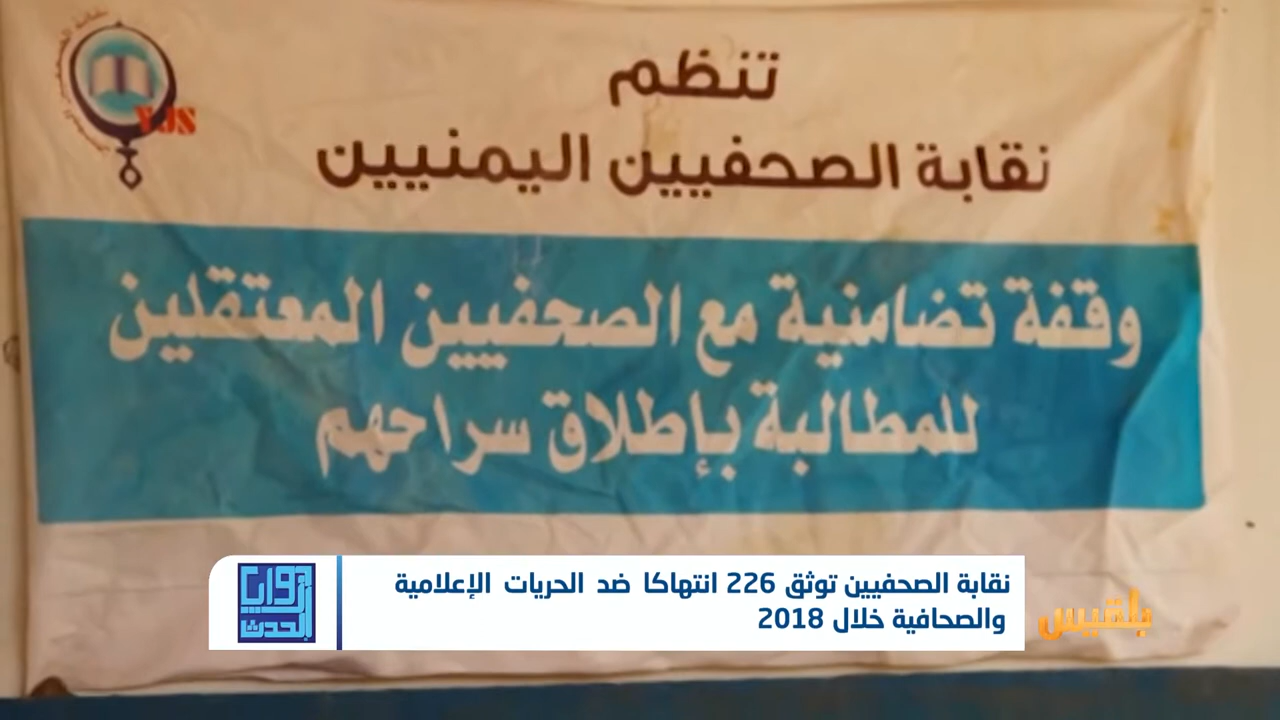 YJS
تنظم
نقابة الصحفيين اليمنيين
وقفة تضامنية مع الصحفيين المعتقلين
للمطالبة بإطلاق سراحهم
نقابة الصحفيين توثق 226 انتهاكا ضد الحريات الإعلامية
والصحافية خلال 2018
زوايا
الحدث
بلقيس